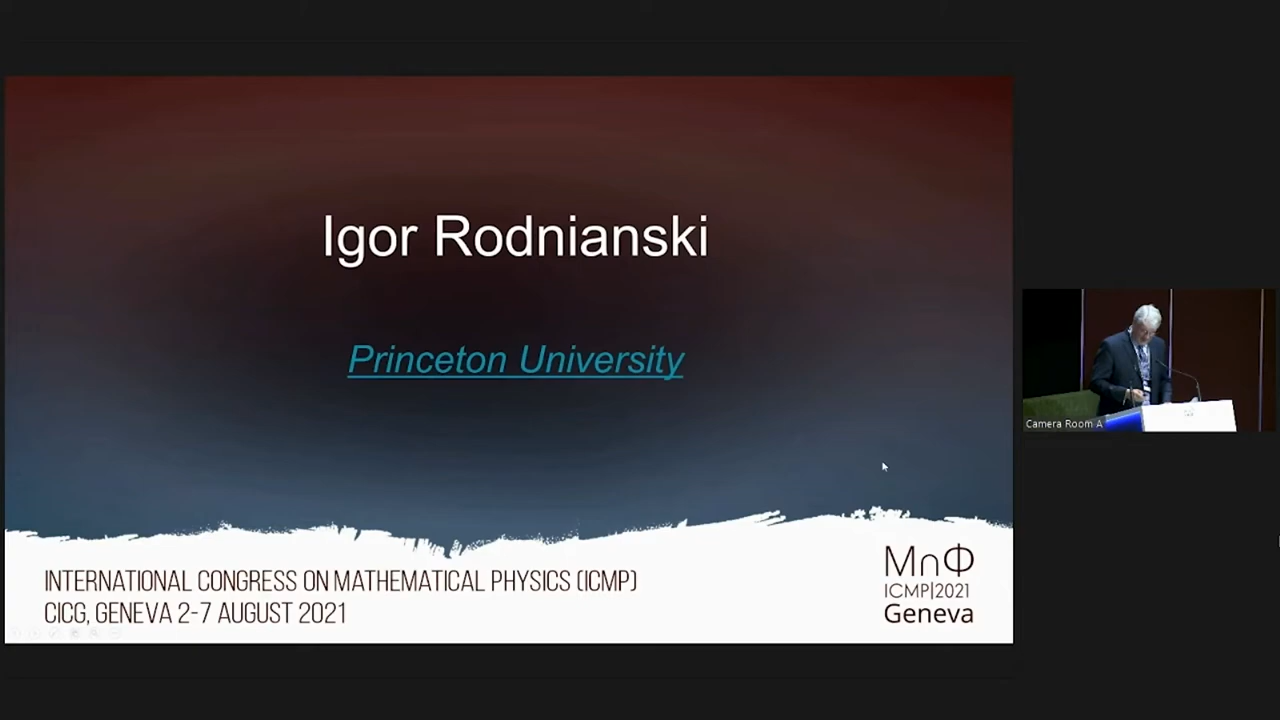 Igor Rodnianski
Princeton University
INTERNATIONAL CONGRESS ON MATHEMATICAL PHYSICS (ICMP)
CICG, GENEVA 2-7 AUGUST 2021
MnΦ
ICMP|2021
Geneva
Camera Room A